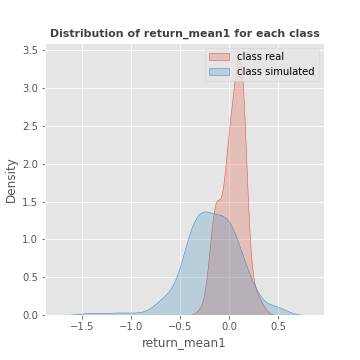 Distribution of return_mean1 for each class
class real
class simulated
3.5
3.0
2.5
2.0
1.5
1.0
0.5
0.0
Density
−1.5 −1.0 −0.5 0.0 0.5
return_mean1